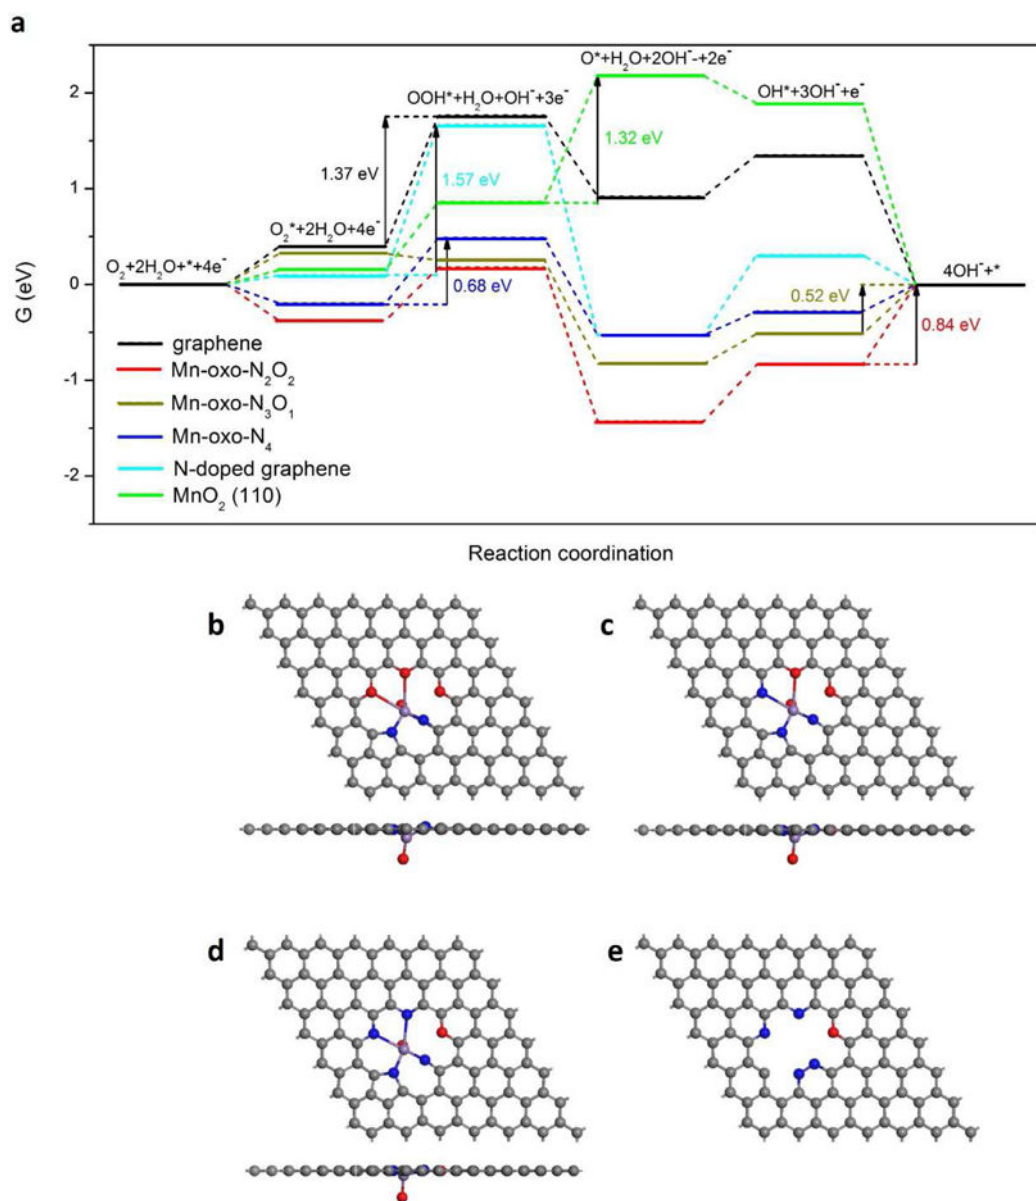 a
O₂+2H₂O+*+4e⁻
O₂*+2H₂O+4e⁻
OOH*+H₂O+OH⁻+3e⁻
O*+H₂O+2OH⁻+2e⁻
OH*+3OH⁻+e⁻
4OH⁻+*
1.37 eV
1.57 eV
0.68 eV
1.32 eV
0.52 eV
0.84 eV
G (eV)
2
1
0
-1
-2
graphene
Mn-oxo-N₂O₂
Mn-oxo-N₃O₁
Mn-oxo-N₄
N-doped graphene
MnO₂ (110)
Reaction coordination
b
c
d
e